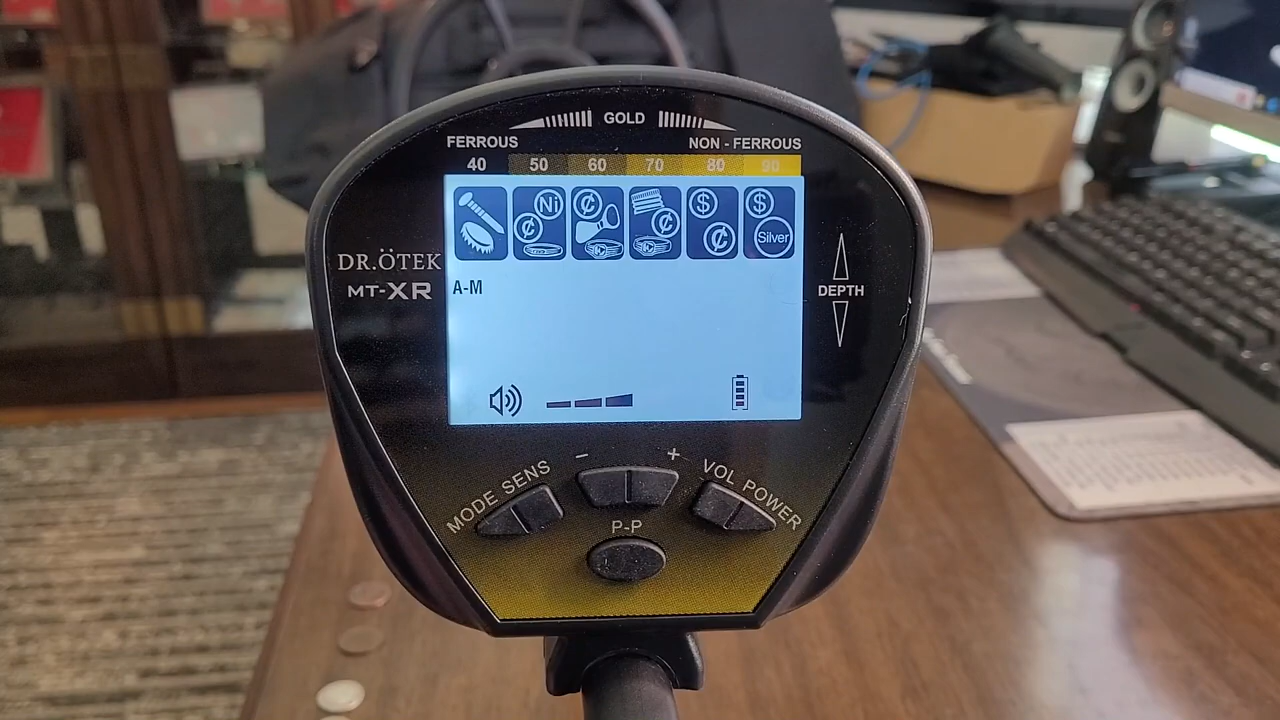 GOLD
FERROUS NON - FERROUS
40 50 60 70 80 90
Ni ¢ $ $
¢ ¢ ¢ Silver
DR.ÖTEK
MT-XR
A-M
DEPTH
− +
MODE SENS VOL POWER
P-P